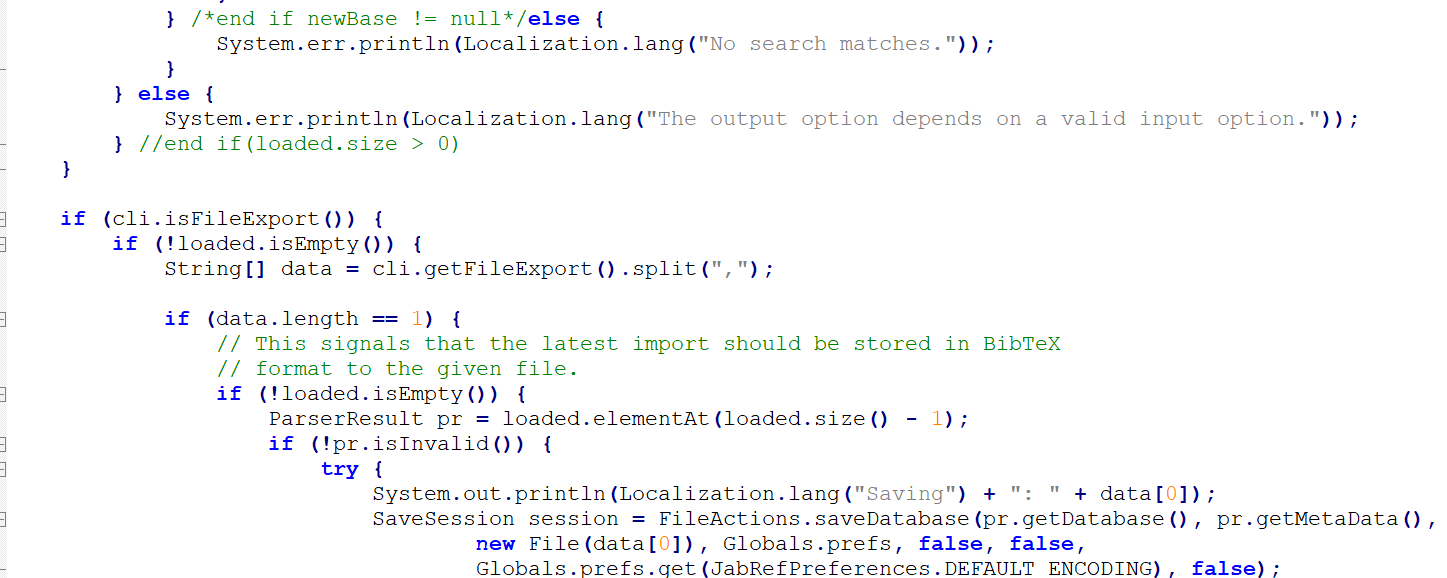 } /*end if newBase != null*/else {
System.err.println(Localization.lang("No search matches."));
}
} else {
System.err.println(Localization.lang("The output option depends on a valid input option."));
} //end if(loaded.size > 0)
}
if (cli.isFileExport()) {
if (!loaded.isEmpty()) {
String[] data = cli.getFileExport().split(",");
if (data.length == 1) {
// This signals that the latest import should be stored in BibTeX
// format to the given file.
if (!loaded.isEmpty()) {
ParserResult pr = loaded.elementAt(loaded.size() - 1);
if (!pr.isInvalid()) {
try {
System.out.println(Localization.lang("Saving") + ": " + data[0]);
SaveSession session = FileActions.saveDatabase(pr.getDatabase(), pr.getMetaData(),
new File(data[0]), Globals.prefs, false, false,
Globals.prefs.get(JabRefPreferences.DEFAULT_ENCODING), false);